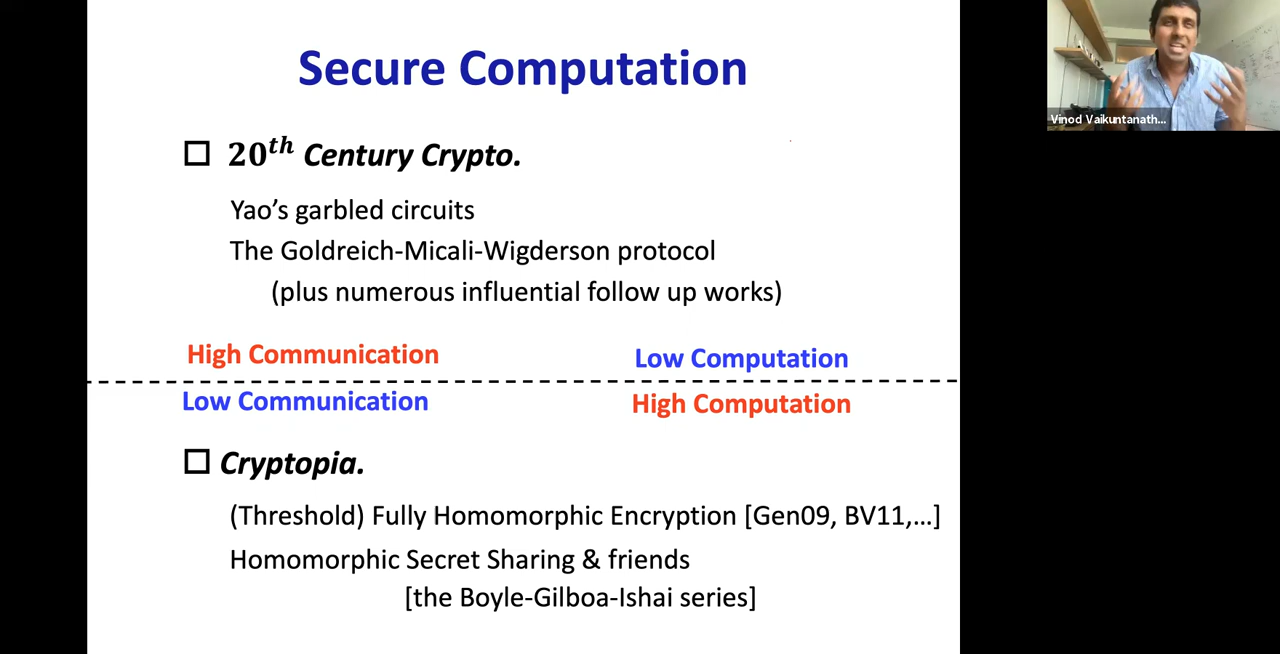 Secure Computation
☐ 20th Century Crypto.
Yao's garbled circuits
The Goldreich-Micali-Wigderson protocol
(plus numerous influential follow up works)
High Communication Low Computation
Low Communication High Computation
☐ Cryptopia.
(Threshold) Fully Homomorphic Encryption [Gen09, BV11,...]
Homomorphic Secret Sharing & friends
[the Boyle-Gilboa-Ishai series]
Vinod Vaikuntanath...